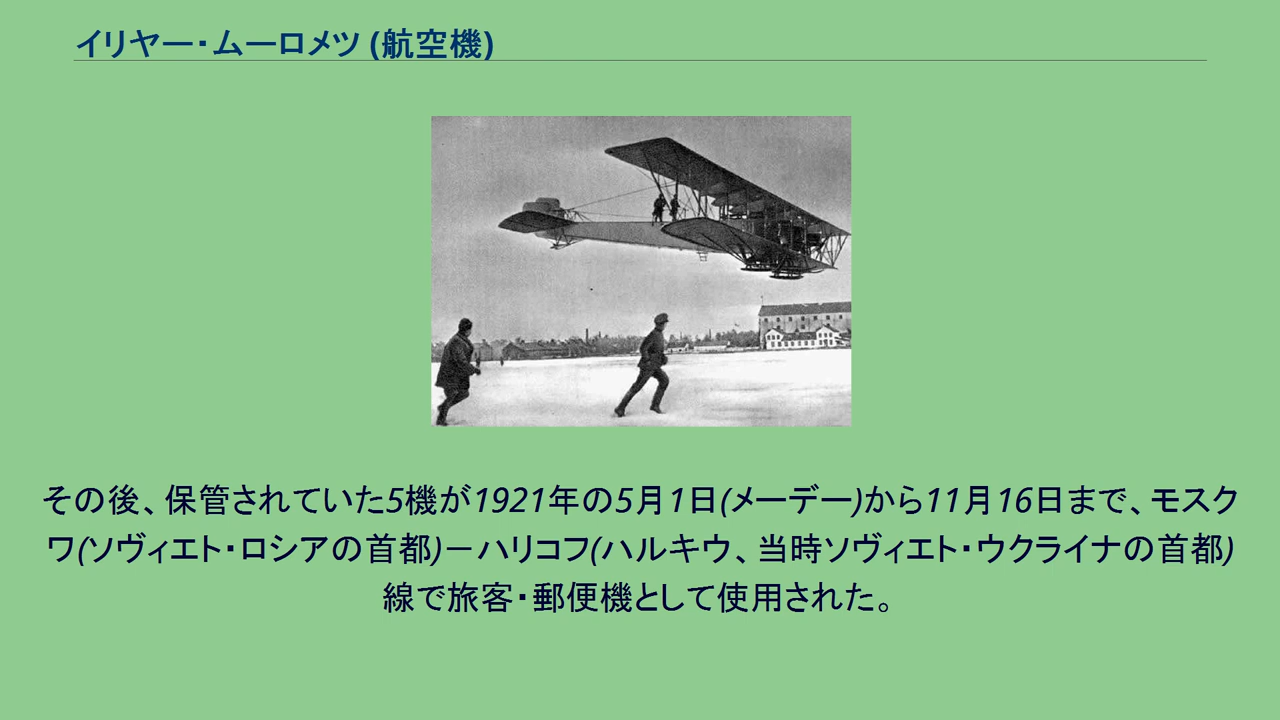 イリヤー・ムーロメツ (航空機)
その後、保管されていた5機が1921年の5月1日(メーデー)から11月16日まで、モスク
ワ(ソヴィエト・ロシアの首都)－ハリコフ(ハルキウ、当時ソヴィエト・ウクライナの首都)
線で旅客・郵便機として使用された。